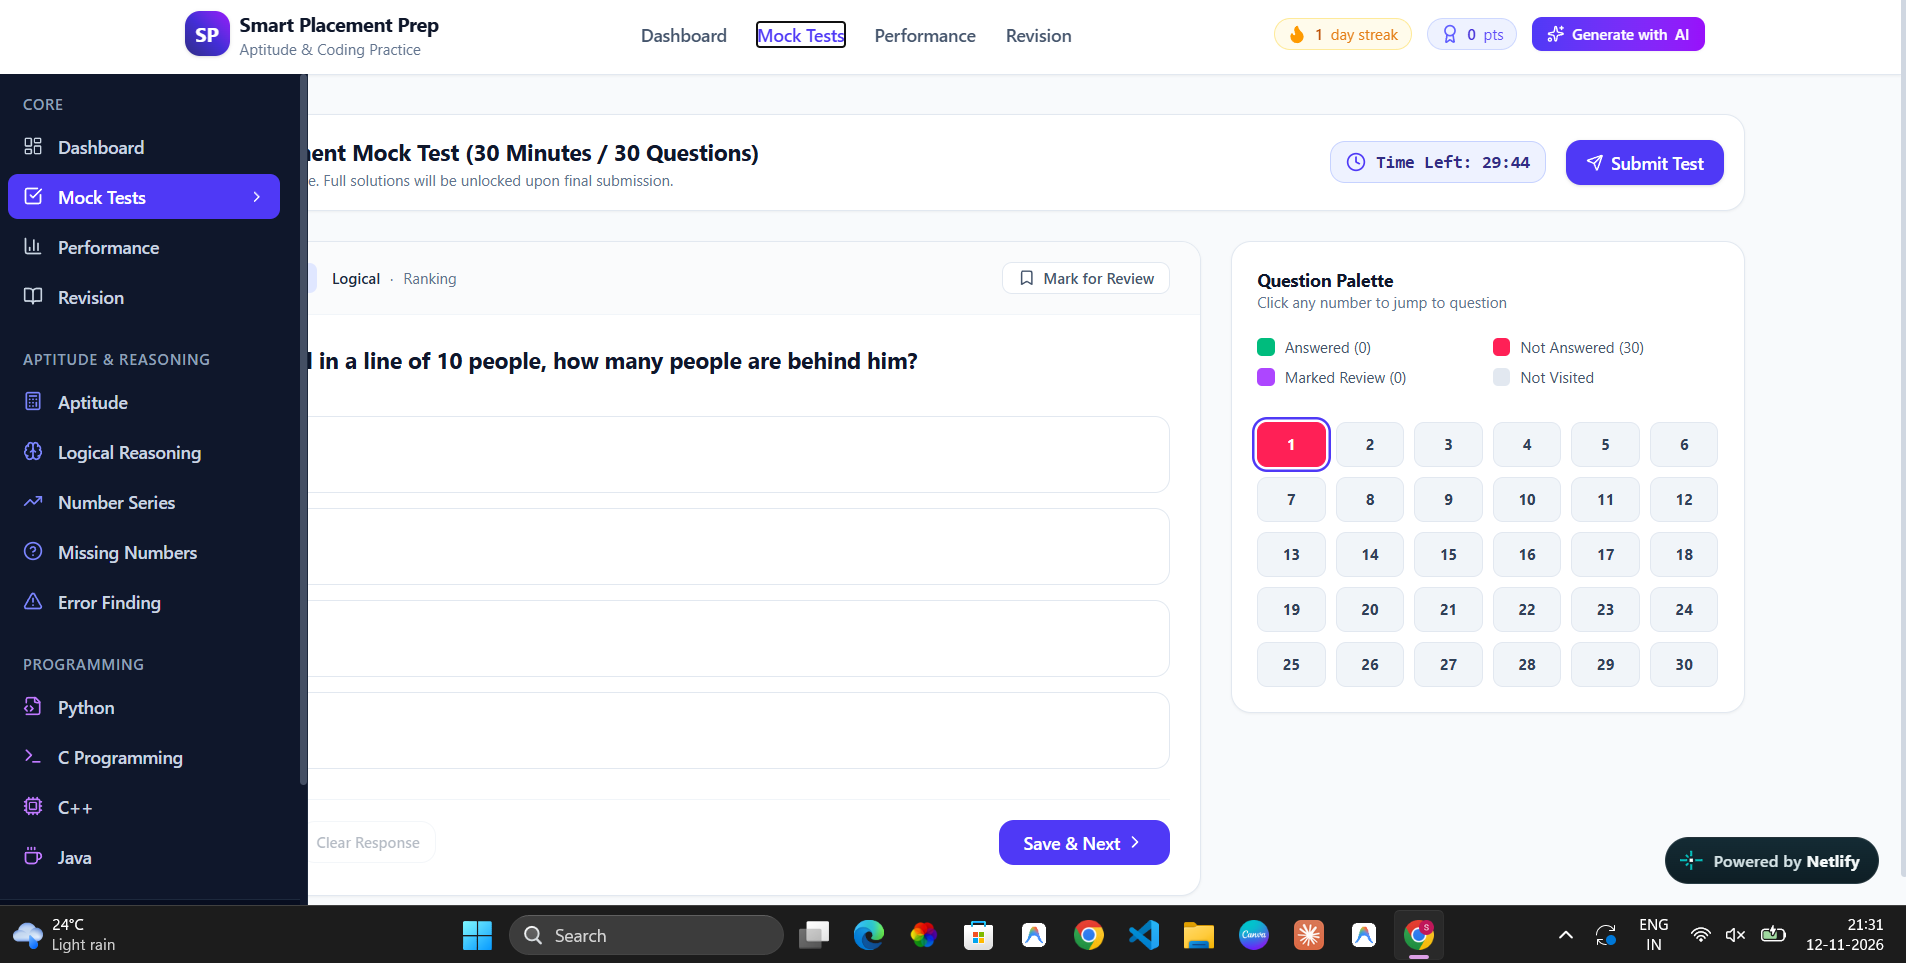 SP
Smart Placement Prep
Aptitude & Coding Practice
Dashboard
Mock Tests
Performance
Revision
1 day streak
0 pts
Generate with AI
CORE
Dashboard
Mock Tests
Performance
Revision
APTITUDE & REASONING
Aptitude
Logical Reasoning
Number Series
Missing Numbers
Error Finding
PROGRAMMING
Python
C Programming
C++
Java
Mock Test (30 Minutes / 30 Questions)
Full solutions will be unlocked upon final submission.
Time Left: 29:44
Submit Test
Logical · Ranking
Mark for Review
in a line of 10 people, how many people are behind him?
Clear Response
Save & Next
Question Palette
Click any number to jump to question
Answered (0)
Not Answered (30)
Marked Review (0)
Not Visited
1 2 3 4 5 6
7 8 9 10 11 12
13 14 15 16 17 18
19 20 21 22 23 24
25 26 27 28 29 30
Powered by Netlify
24°C
Light rain
Search
Canva
S
ENG
IN
21:31
12-11-2026